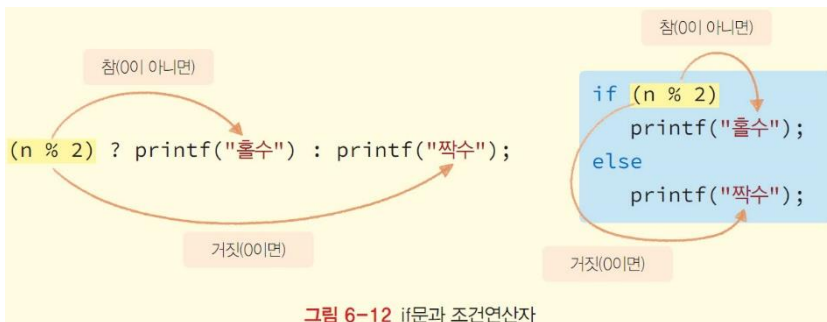 참(0이 아니면)
(n % 2) ? printf("홀수") : printf("짝수");
거짓(0이면)
참(0이 아니면)
if (n % 2)
printf("홀수");
else
printf("짝수");
거짓(0이면)
그림 6-12 if문과 조건연산자